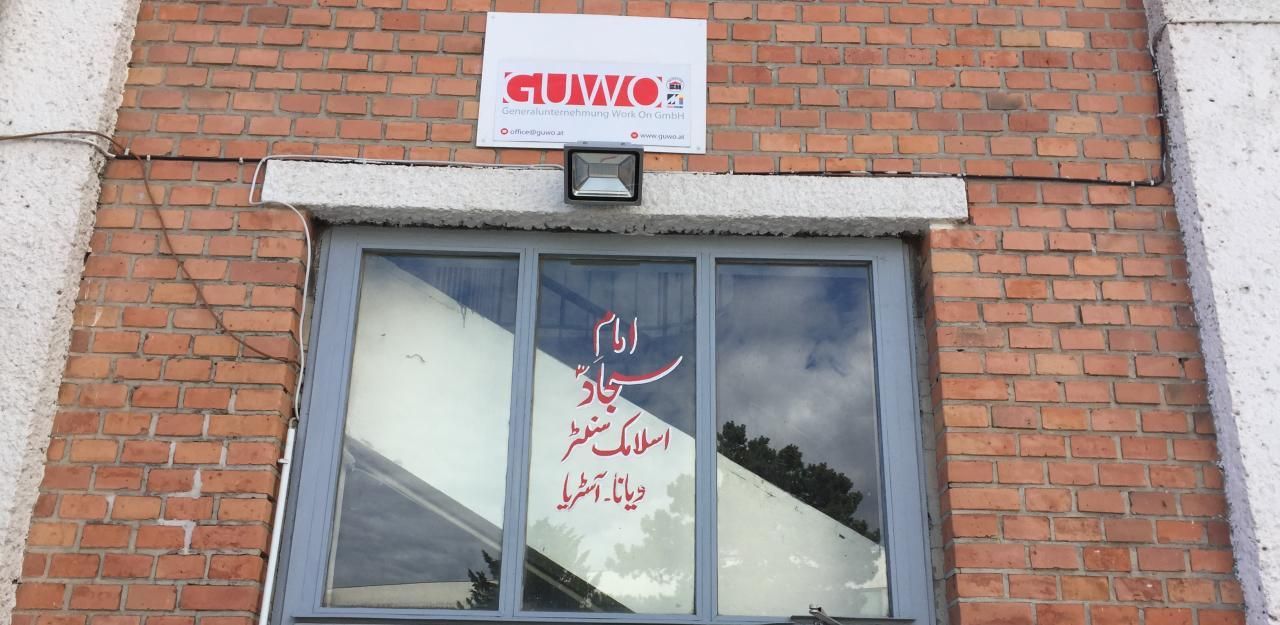 GUWO
Generalunternehmung Work On GmbH
office@guwo.at www.guwo.at
امام
سجادؑ
اسلامک سنٹر
ویانا۔آسٹریا